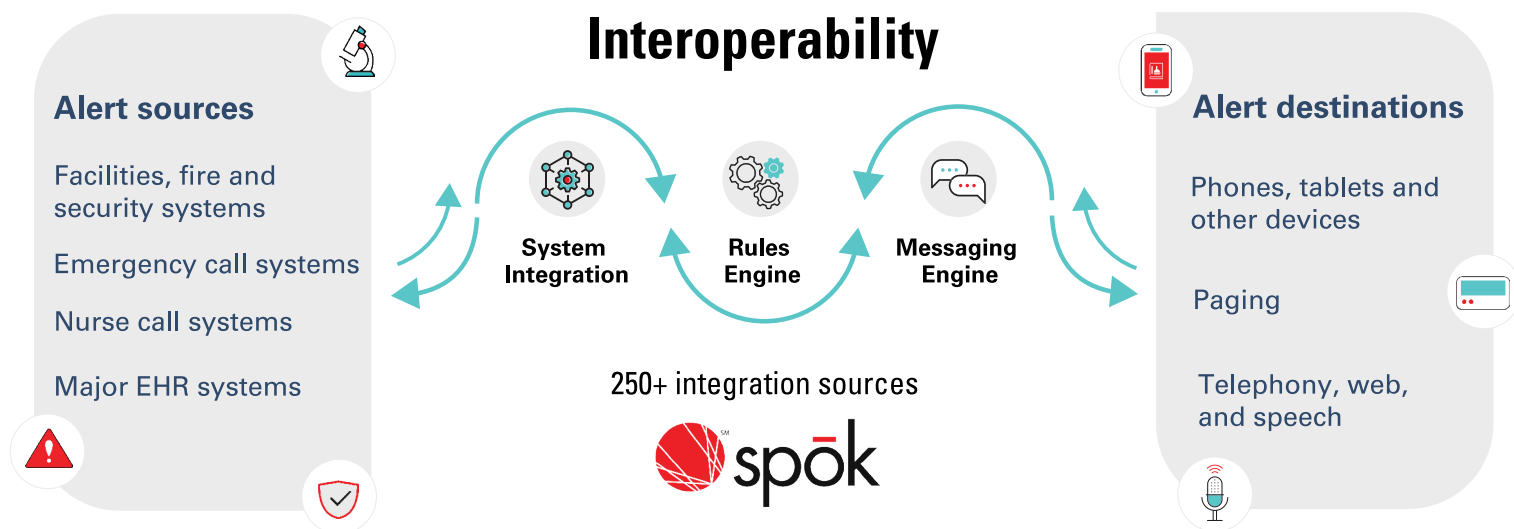 Interoperability
Alert sources
Facilities, fire and
security systems
Emergency call systems
Nurse call systems
Major EHR systems
System
Integration
Rules
Engine
Messaging
Engine
250+ integration sources
SM
spōk
Alert destinations
Phones, tablets and
other devices
Paging
Telephony, web,
and speech